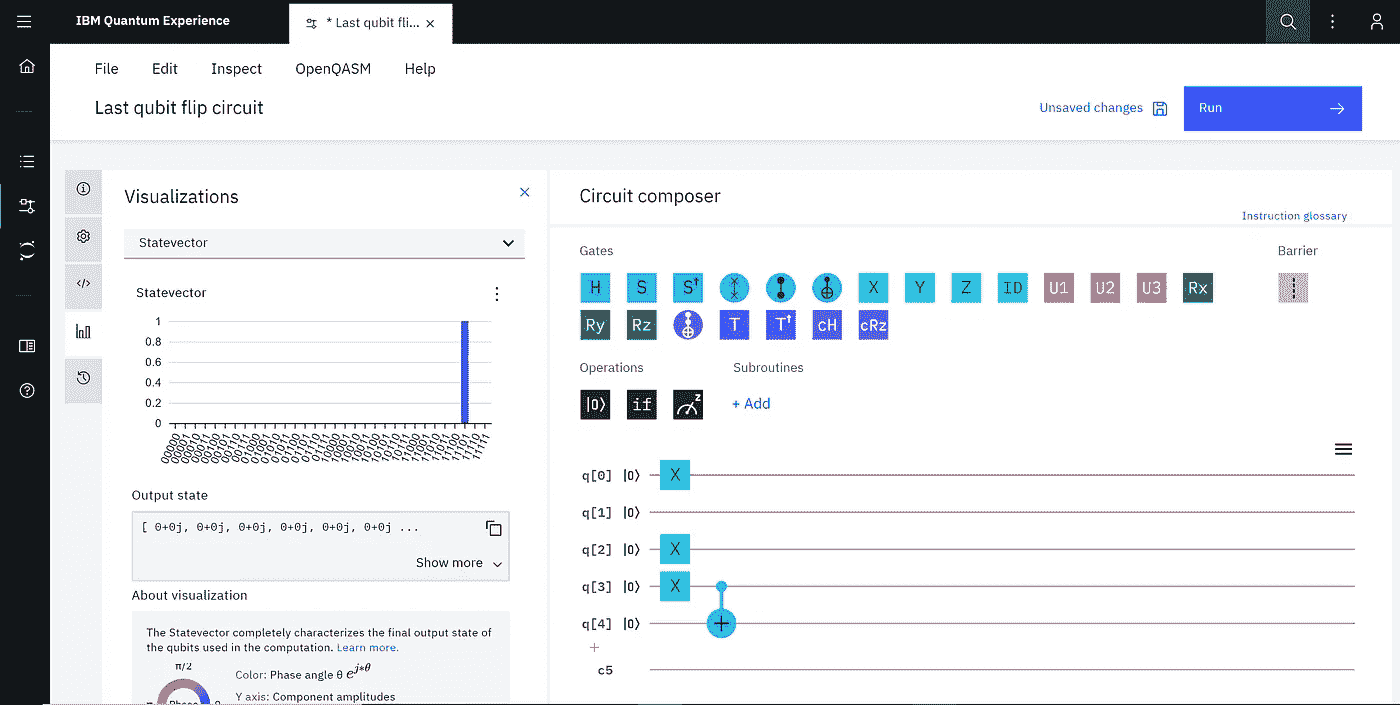 IBM Quantum Experience
* Last qubit fli... ×
File Edit Inspect OpenQASM Help
Last qubit flip circuit
Unsaved changes
Run
Visualizations
Statevector
Statevector
1
0.8
0.6
0.4
0.2
0
00000 00001 00010 00011 00100 00101 00110 00111 01000 01001 01010 01011 01100 01101 01110 01111 10000 10001 10010 10011 10100 10101 10110 10111 11000 11001 11010 11011 11100 11101 11110 11111
Output state
[ 0+0j, 0+0j, 0+0j, 0+0j, 0+0j, 0+0j ...
Show more
About visualization
The Statevector completely characterizes the final output state of
the qubits used in the computation. Learn more.
π/2
Color: Phase angle θ e^{j*θ}
Phase
π 0
Y axis: Component amplitudes
Circuit composer
Instruction glossary
Gates
Barrier
H S S† X Y Z ID U1 U2 U3 Rx
Ry Rz T T† cH cRz
Operations
Subroutines
|0⟩ if z
+ Add
q[0] |0⟩ X
q[1] |0⟩
q[2] |0⟩ X
q[3] |0⟩ X
q[4] |0⟩ +
+
c5